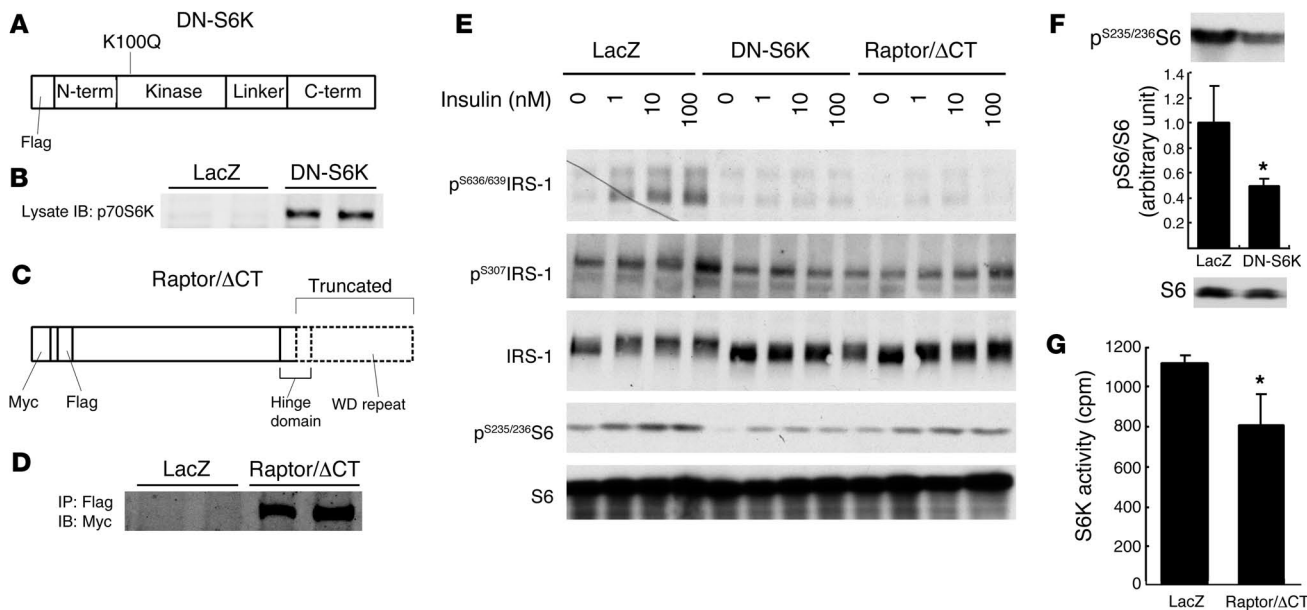 A
DN-S6K
K100Q
N-term Kinase Linker C-term
Flag
B
LacZ DN-S6K
Lysate IB: p70S6K
C
Raptor/ΔCT
Truncated
Myc Flag Hinge domain WD repeat
D
LacZ Raptor/ΔCT
IP: Flag
IB: Myc
E
LacZ DN-S6K Raptor/ΔCT
Insulin (nM) 0 1 10 100 0 1 10 100 0 1 10 100
pS636/639IRS-1
pS307IRS-1
IRS-1
pS235/236S6
S6
F
pS235/236S6
pS6/S6
(arbitrary unit)
1.4
1.2
1.0
0.8
0.6
0.4
0.2
*
LacZ DN-S6K
S6
G
S6K activity (cpm)
1200
1000
800
600
400
200
0
*
LacZ Raptor/ΔCT